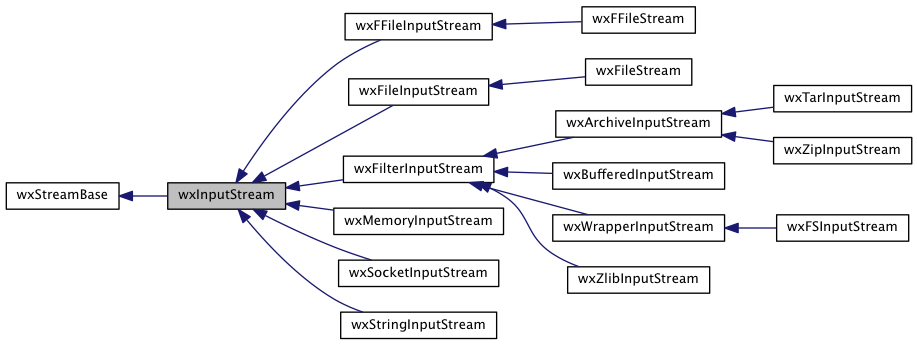 wxFFileInputStream
wxFFileStream
wxFileInputStream
wxFileStream
wxArchiveInputStream
wxTarInputStream
wxZipInputStream
wxFilterInputStream
wxBufferedInputStream
wxStreamBase
wxInputStream
wxMemoryInputStream
wxWrapperInputStream
wxFSInputStream
wxSocketInputStream
wxZlibInputStream
wxStringInputStream